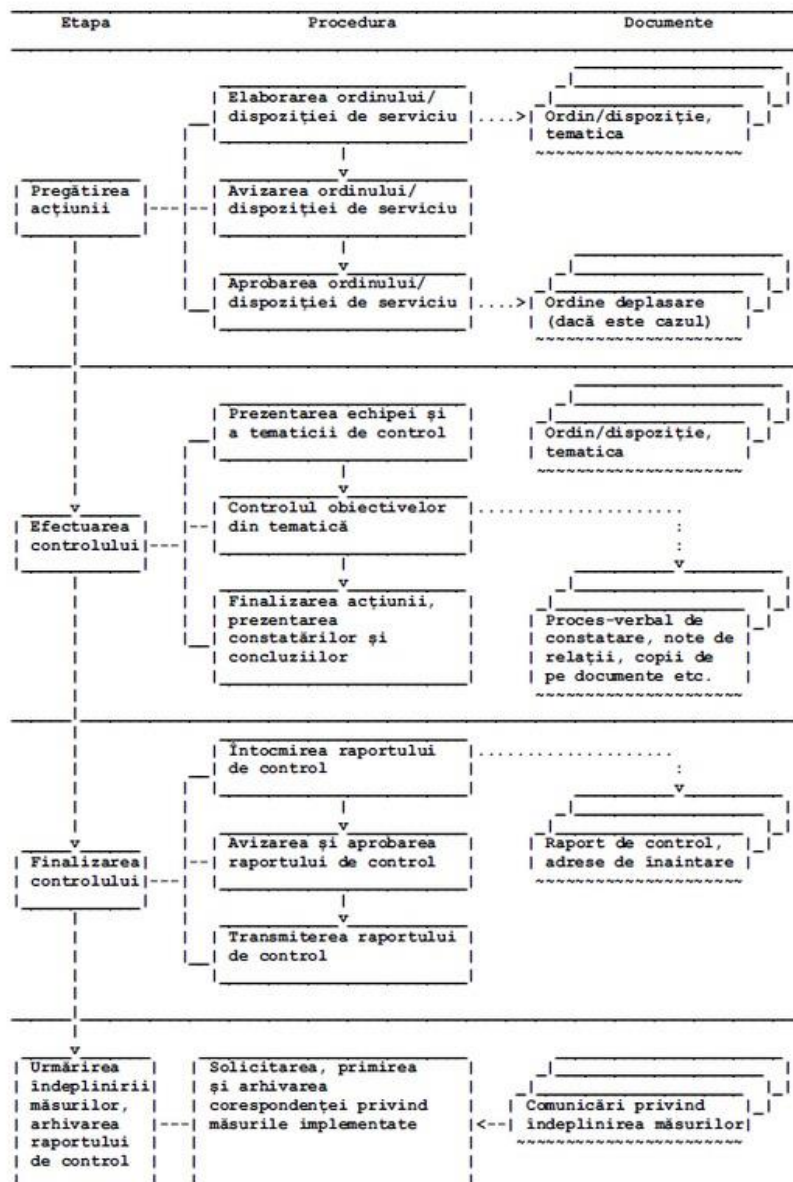 Etapa Procedura Documente
Elaborarea ordinului/
dispoziției de serviciu
Ordin/dispoziție,
tematica
Pregătirea
acțiunii
Avizarea ordinului/
dispoziției de serviciu
Aprobarea ordinului/
dispoziției de serviciu
Ordine deplasare
(dacă este cazul)
Prezentarea echipei și
a tematicii de control
Ordin/dispoziție,
tematica
Efectuarea
controlului
Controlul obiectivelor
din tematică
Finalizarea acțiunii,
prezentarea
constatărilor și
concluziilor
Proces-verbal de
constatare, note de
relații, copii de
pe documente etc.
Întocmirea raportului
de control
Finalizarea
controlului
Avizarea și aprobarea
raportului de control
Raport de control,
adrese de înaintare
Transmiterea raportului
de control
Urmărirea
îndeplinirii
măsurilor,
arhivarea
raportului
de control
Solicitarea, primirea
și arhivarea
corespondenței privind
măsurile implementate
Comunicări privind
îndeplinirea măsurilor